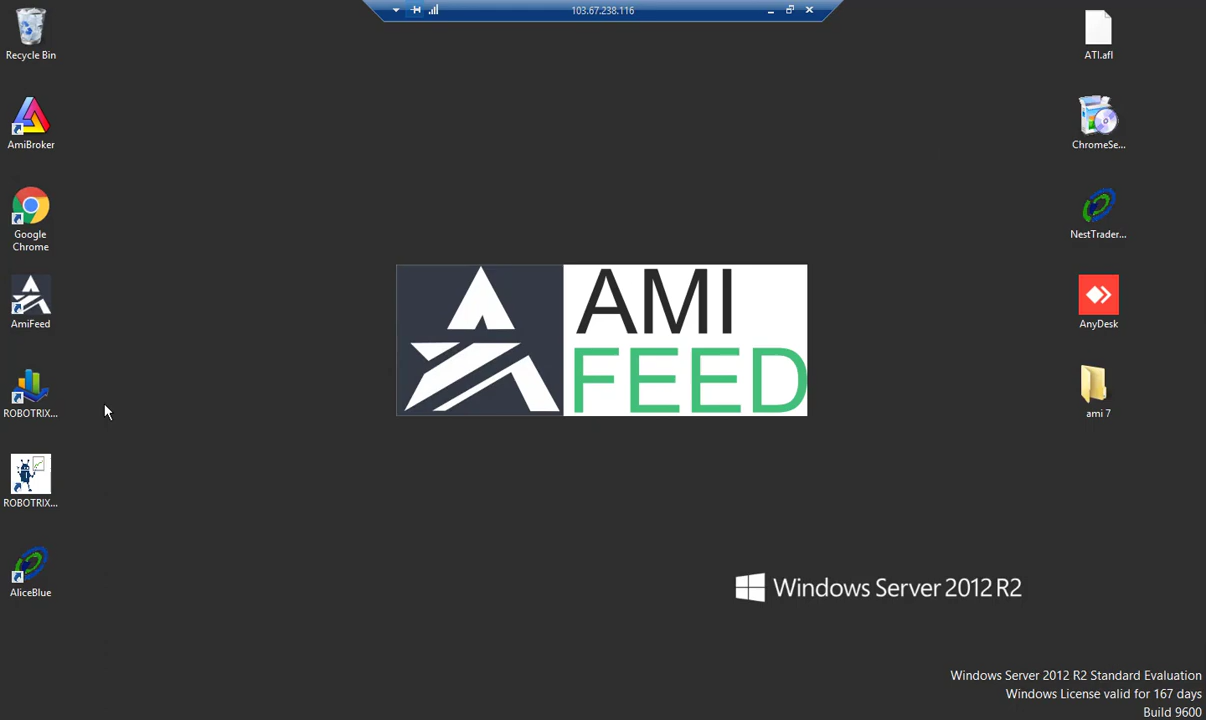 103.67.238.116
Recycle Bin
AmiBroker
Google
Chrome
AmiFeed
ROBOTRIX...
ROBOTRIX...
AliceBlue
AMI
FEED
ATI.afl
ChromeSe...
NestTrader...
AnyDesk
ami 7
Windows Server 2012 R2
Windows Server 2012 R2 Standard Evaluation
Windows License valid for 167 days
Build 9600